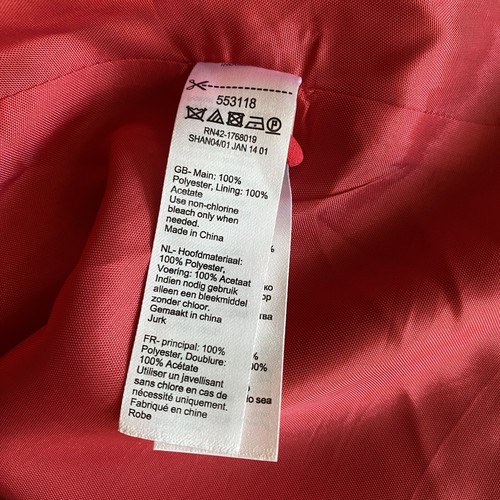 553118
RN42-1768019
SHAN04/01 JAN 14 01
GB- Main: 100%
Polyester, Lining: 100%
Acetate
Use non-chlorine
bleach only when
needed.
Made in China
NL- Hoofdmateriaal:
100% Polyester,
Voering: 100% Acetaat
Indien nodig gebruik
alleen een bleekmiddel
zonder chloor.
Gemaakt in china
Jurk
FR- principal: 100%
Polyester, Doublure:
100% Acétate
Utiliser un javellisant
sans chlore en cas de
nécessité uniquement.
Fabriqué en chine
Robe